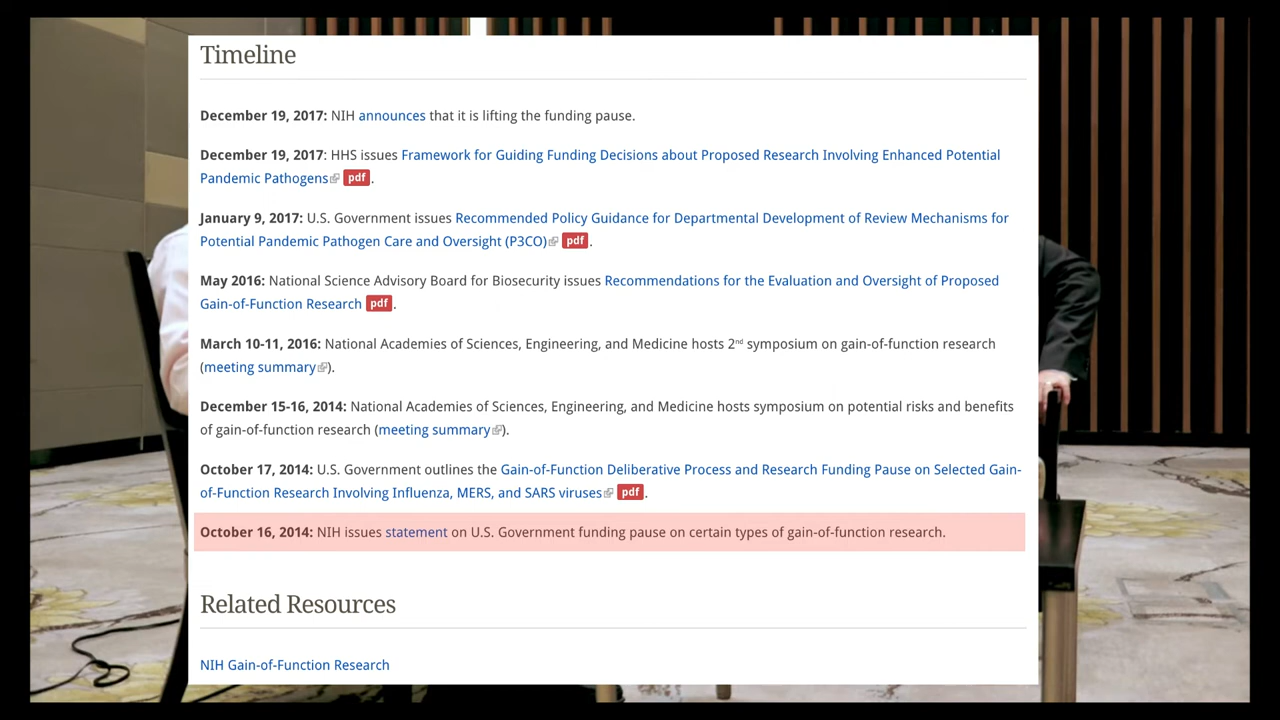 Timeline
December 19, 2017: NIH announces that it is lifting the funding pause.
December 19, 2017: HHS issues Framework for Guiding Funding Decisions about Proposed Research Involving Enhanced Potential
Pandemic Pathogens pdf.
January 9, 2017: U.S. Government issues Recommended Policy Guidance for Departmental Development of Review Mechanisms for
Potential Pandemic Pathogen Care and Oversight (P3CO) pdf.
May 2016: National Science Advisory Board for Biosecurity issues Recommendations for the Evaluation and Oversight of Proposed
Gain-of-Function Research pdf.
March 10-11, 2016: National Academies of Sciences, Engineering, and Medicine hosts 2nd symposium on gain-of-function research
(meeting summary).
December 15-16, 2014: National Academies of Sciences, Engineering, and Medicine hosts symposium on potential risks and benefits
of gain-of-function research (meeting summary).
October 17, 2014: U.S. Government outlines the Gain-of-Function Deliberative Process and Research Funding Pause on Selected Gain-
of-Function Research Involving Influenza, MERS, and SARS viruses pdf.
October 16, 2014: NIH issues statement on U.S. Government funding pause on certain types of gain-of-function research.
Related Resources
NIH Gain-of-Function Research